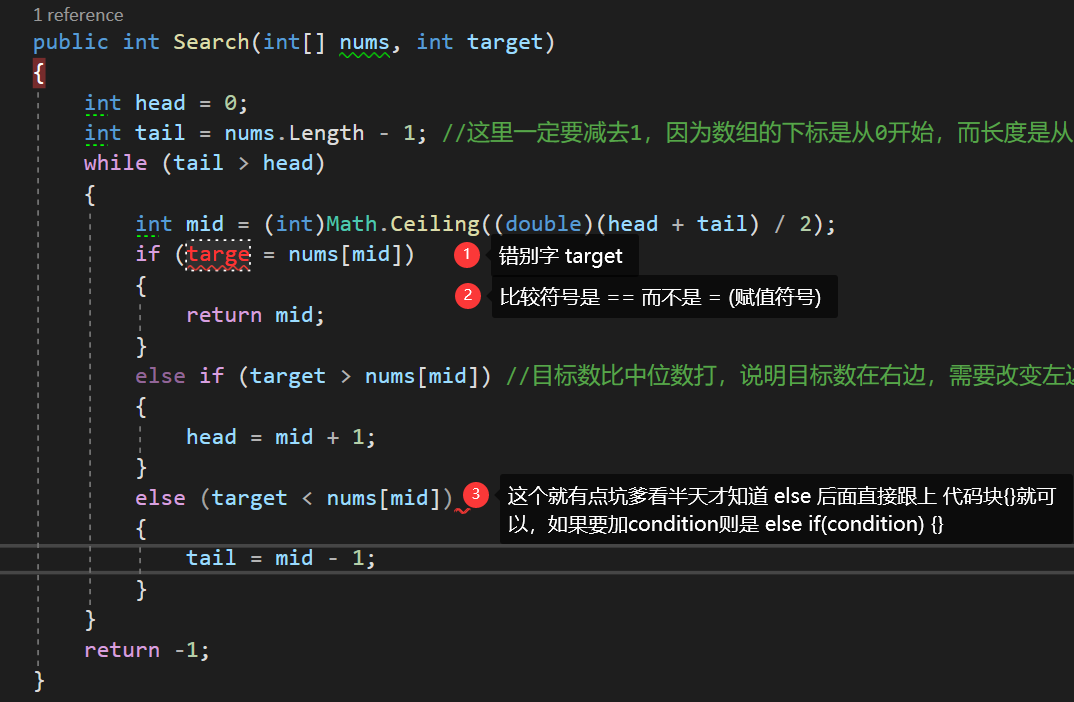 1 reference
public int Search(int[] nums, int target)
{
int head = 0;
int tail = nums.Length - 1; //这里一定要减去1，因为数组的下标是从0开始，而长度是从
while (tail > head)
{
int mid = (int)Math.Ceiling((double)(head + tail) / 2);
if (targe = nums[mid]) 1 错别字 target
{ 2 比较符号是 == 而不是 = (赋值符号)
return mid;
}
else if (target > nums[mid]) //目标数比中位数打，说明目标数在右边，需要改变左边
{
head = mid + 1;
}
else (target < nums[mid]) 3 这个就有点坑爹看半天才知道 else 后面直接跟上 代码块{}就可
{ 以，如果要加condition则是 else if(condition) {}
tail = mid - 1;
}
}
return -1;
}